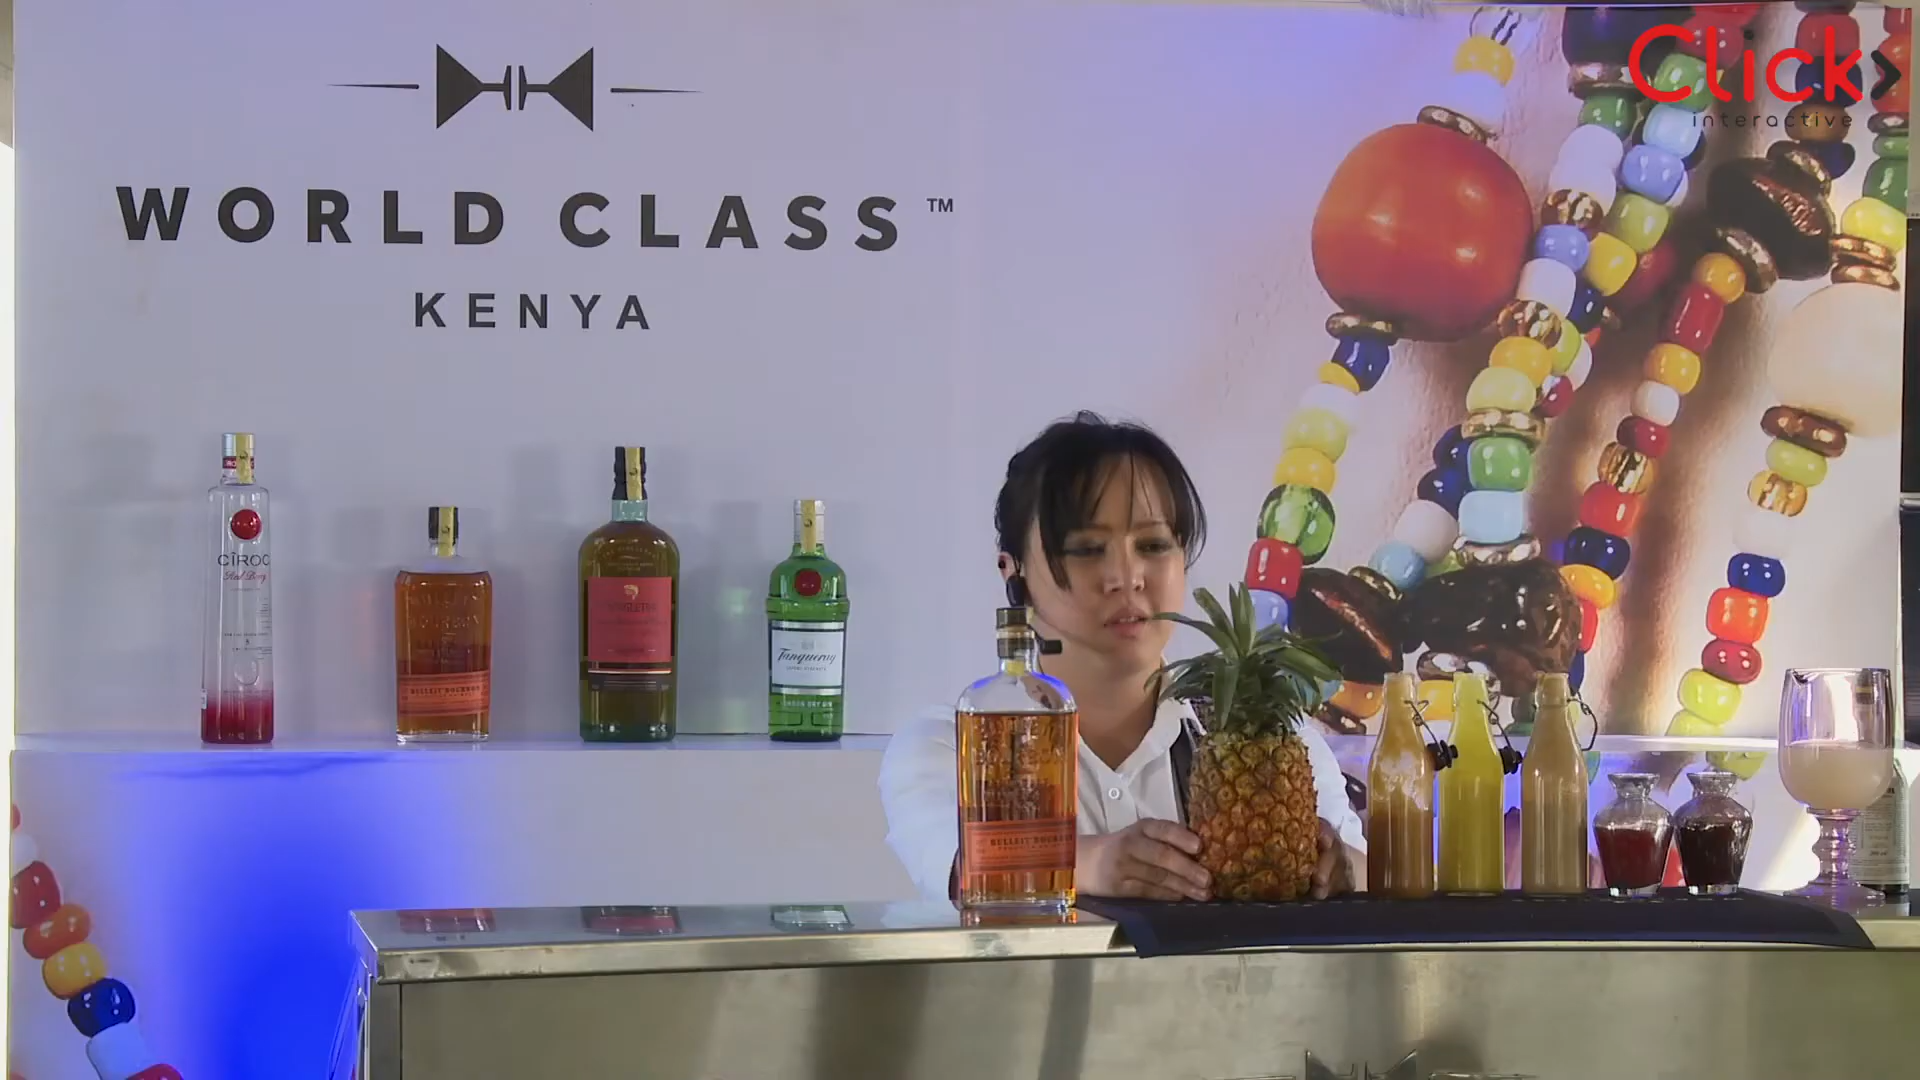 WORLD CLASS™
KENYA
Click
interactive
CÎROC
Red Berry
BULLEIT BOURBON
SINGLETON
Tanqueray
LONDON DRY GIN
BULLEIT BOURBON